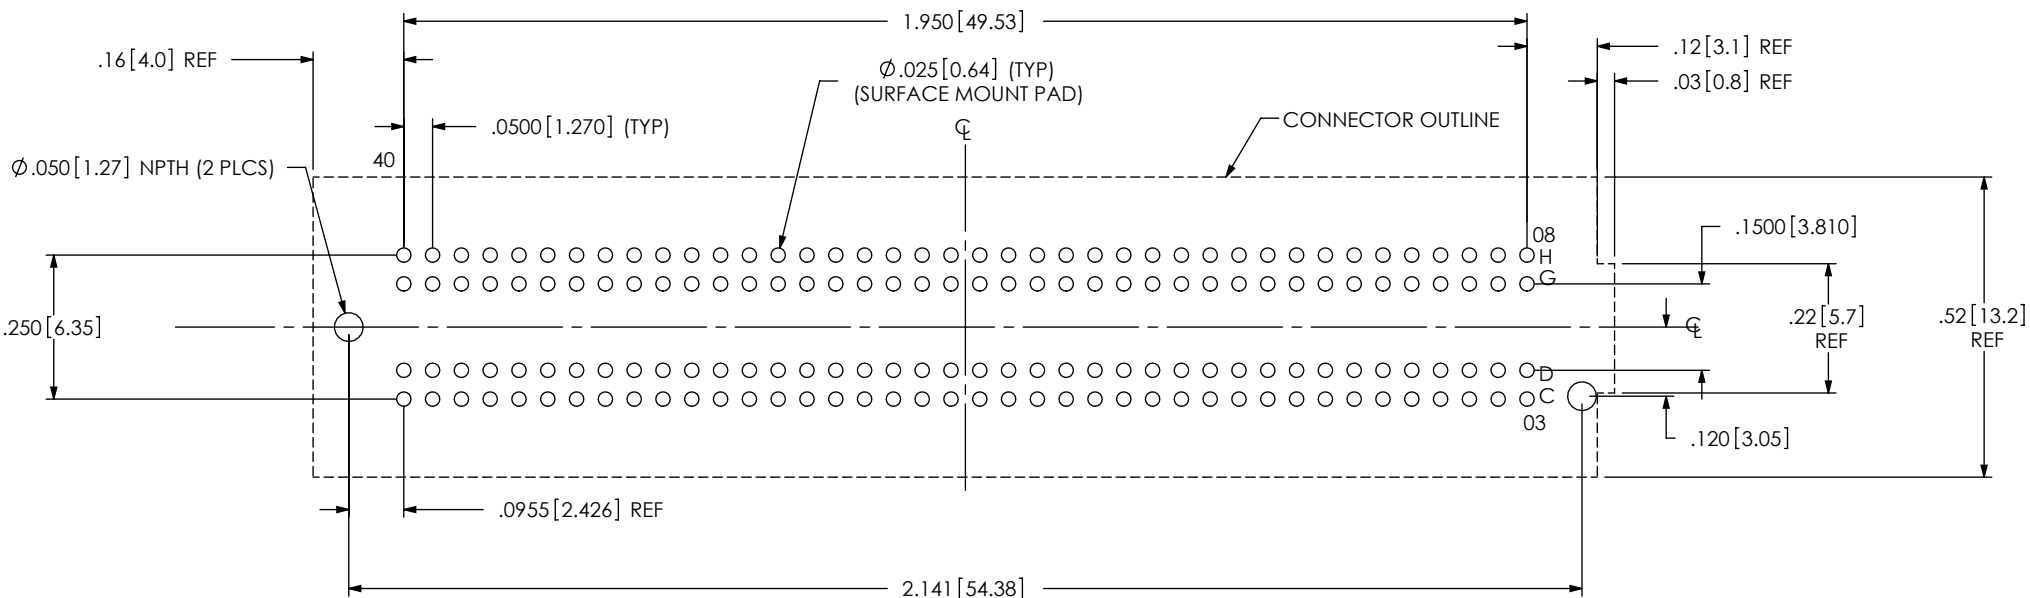 1.950[49.53]
.16[4.0] REF
.12[3.1] REF
Ø.025[0.64] (TYP)
(SURFACE MOUNT PAD)
.03[0.8] REF
.0500[1.270] (TYP)
℄
CONNECTOR OUTLINE
40
Ø.050[1.27] NPTH (2 PLCS)
08
H
.1500[3.810]
G
.250[6.35]
℄
.22[5.7]
REF
.52[13.2]
REF
D
C
03
.120[3.05]
.0955[2.426] REF
2.141[54.38]